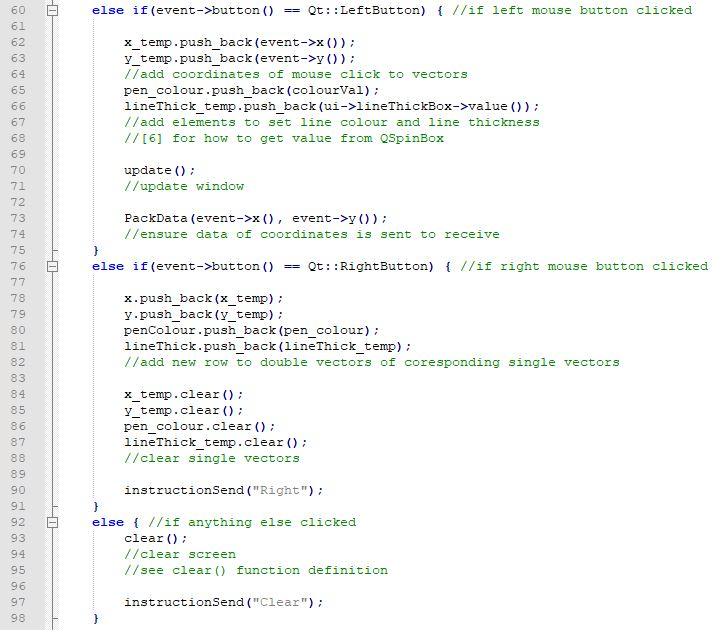 60 else if(event->button() == Qt::LeftButton) { //if left mouse button clicked
61
62 x_temp.push_back(event->x());
63 y_temp.push_back(event->y());
64 //add coordinates of mouse click to vectors
65 pen_colour.push_back(colourVal);
66 lineThick_temp.push_back(ui->lineThickBox->value());
67 //add elements to set line colour and line thickness
68 //[6] for how to get value from QSpinBox
69
70 update();
71 //update window
72
73 PackData(event->x(), event->y());
74 //ensure data of coordinates is sent to receive
75 }
76 else if(event->button() == Qt::RightButton) { //if right mouse button clicked
77
78 x.push_back(x_temp);
79 y.push_back(y_temp);
80 penColour.push_back(pen_colour);
81 lineThick.push_back(lineThick_temp);
82 //add new row to double vectors of coresponding single vectors
83
84 x_temp.clear();
85 y_temp.clear();
86 pen_colour.clear();
87 lineThick_temp.clear();
88 //clear single vectors
89
90 instructionSend("Right");
91 }
92 else { //if anything else clicked
93 clear();
94 //clear screen
95 //see clear() function definition
96
97 instructionSend("Clear");
98 }